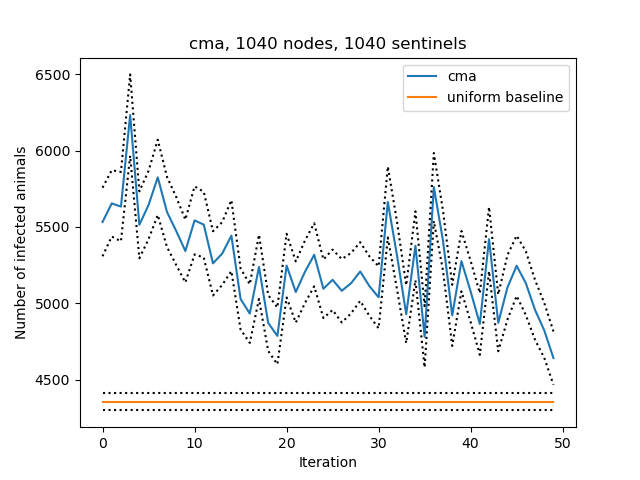 cma, 1040 nodes, 1040 sentinels
cma
uniform baseline
Number of infected animals
6500
6000
5500
5000
4500
0 10 20 30 40 50
Iteration